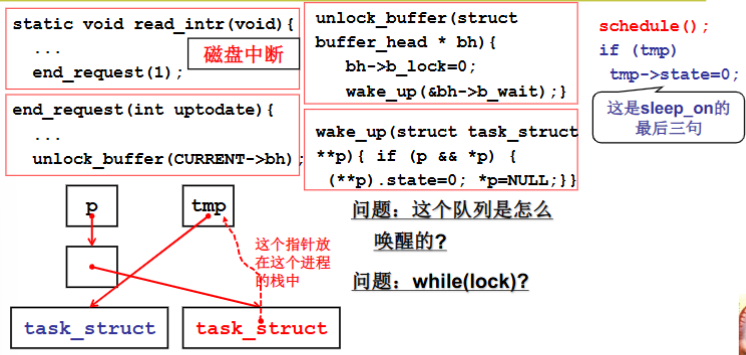 static void read_intr(void){
...
end_request(1);
磁盘中断
end_request(int uptodate){
...
unlock_buffer(CURRENT->bh);
unlock_buffer(struct
buffer_head * bh){
bh->b_lock=0;
wake_up(&bh->b_wait);}
wake_up(struct task_struct
**p){ if (p && *p) {
(**p).state=0; *p=NULL;}}
schedule();
if (tmp)
tmp->state=0;
这是sleep_on的
最后三句
p
tmp
这个指针放
在这个进程
的栈中
task_struct
task_struct
问题：这个队列是怎么
唤醒的?
问题：while(lock)?